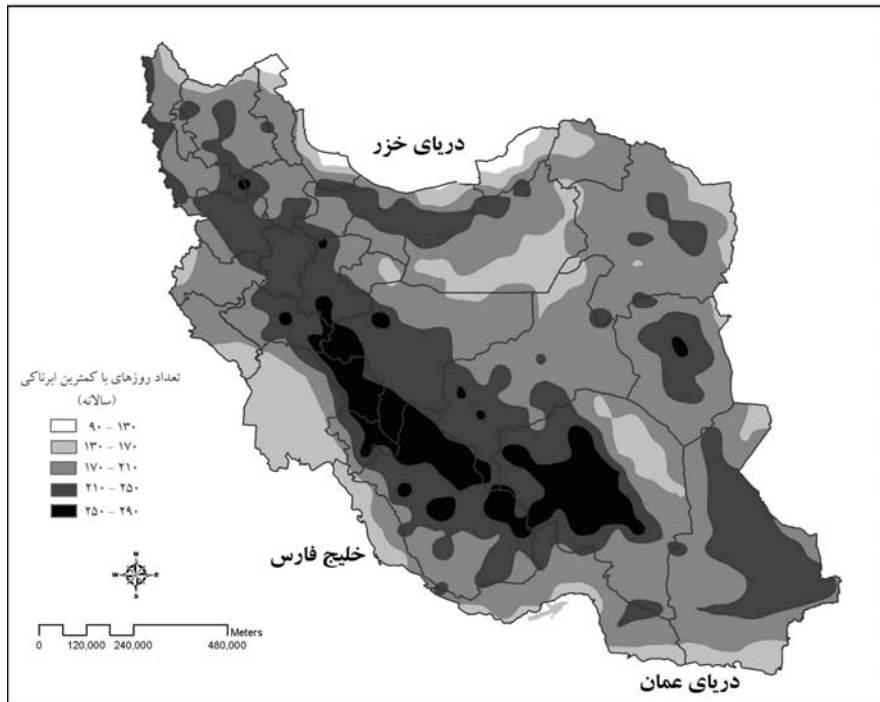 دریای خزر
تعداد روزهای با کمترین ابرناکی
(سالانه)
۹۰ - ۱۳۰
۱۳۰ - ۱۷۰
۱۷۰ - ۲۱۰
۲۱۰ - ۲۵۰
۲۵۰ - ۲۹۰
خلیج فارس
N
W E
S
Meters
0 120,000 240,000 480,000
دریای عمان